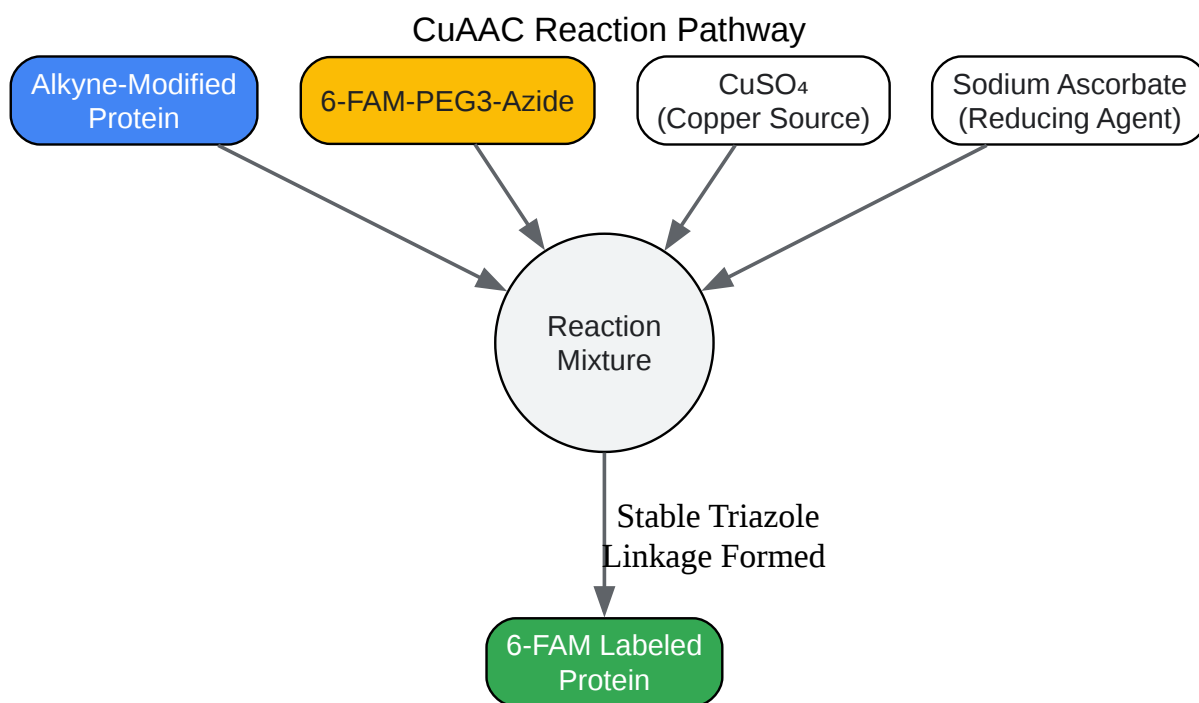 CuAAC Reaction Pathway
Alkyne-Modified
Protein
6-FAM-PEG3-Azide
CuSO₄
(Copper Source)
Sodium Ascorbate
(Reducing Agent)
Reaction
Mixture
Stable Triazole
Linkage Formed
6-FAM Labeled
Protein